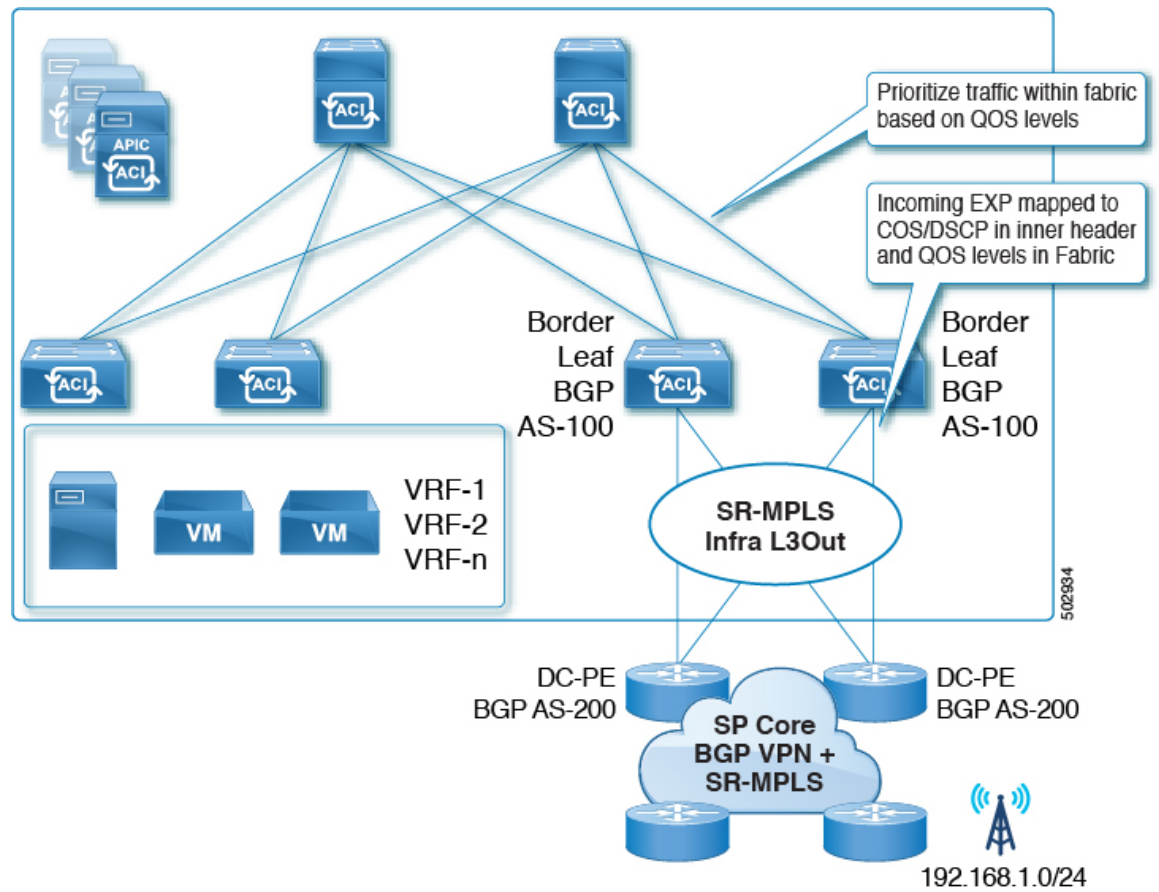 ACI
ACI
Prioritize traffic within fabric
based on QOS levels
APIC
ACI
Incoming EXP mapped to
COS/DSCP in inner header
and QOS levels in Fabric
Border
Leaf
BGP
AS-100
Border
Leaf
BGP
AS-100
ACI
ACI
ACI
ACI
VRF-1
VRF-2
VRF-n
VM
VM
SR-MPLS
Infra L3Out
502934
DC-PE
BGP AS-200
DC-PE
BGP AS-200
SP Core
BGP VPN +
SR-MPLS
192.168.1.0/24